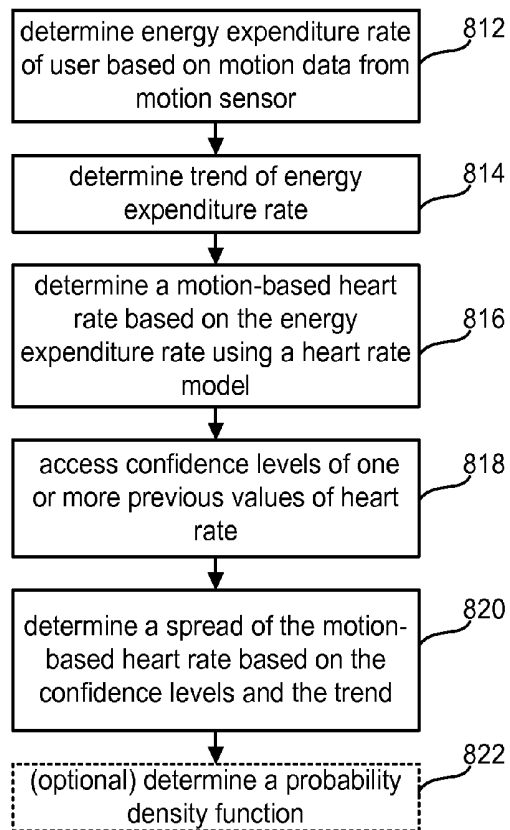 determine energy expenditure rate
of user based on motion data from
motion sensor
812
determine trend of energy
expenditure rate
814
determine a motion-based heart
rate based on the energy
expenditure rate using a heart rate
model
816
access confidence levels of one
or more previous values of heart
rate
818
determine a spread of the motion-
based heart rate based on the
confidence levels and the trend
820
(optional) determine a probability
density function
822